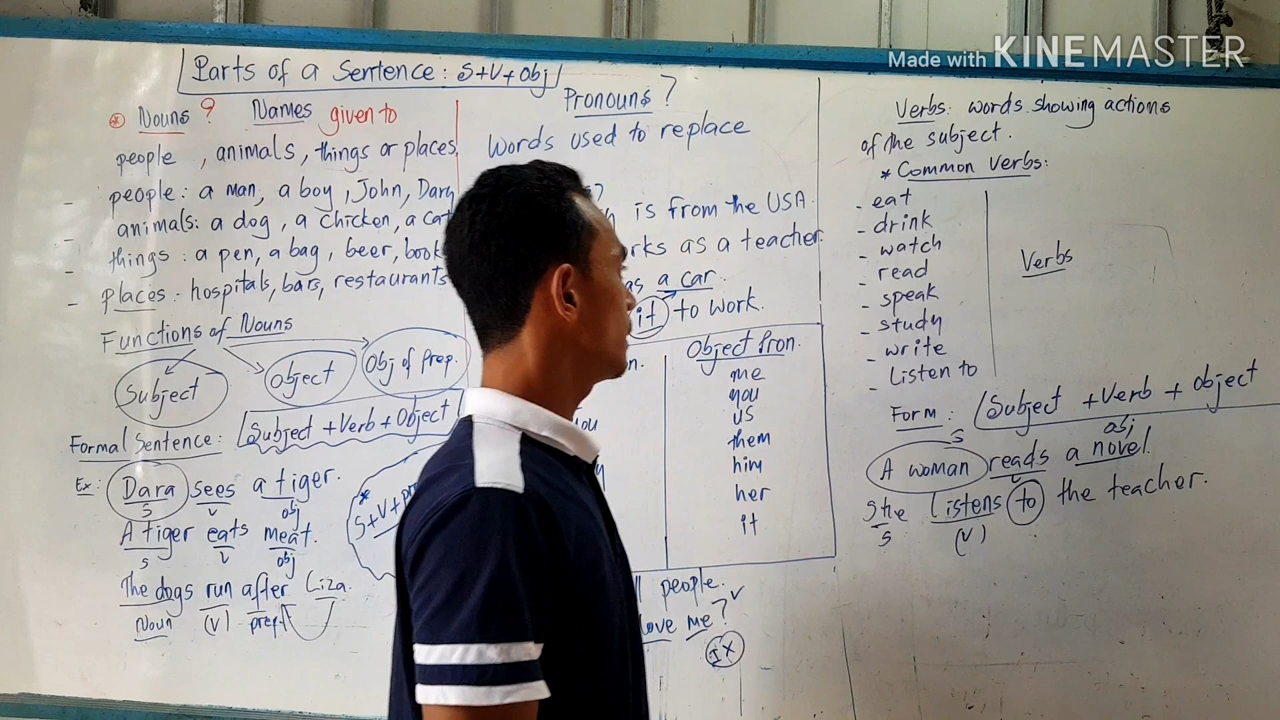 Made with KINEMASTER
Parts of a Sentence: S+V+Obj
Nouns ? Names given to
people, animals, things or places
- people: a man, a boy, John, Dary
- animals: a dog, a chicken, a cat
- things: a pen, a bag, beer, book
- Places: hospitals, bars, restaurants
Functions of Nouns
Subject
Object
Obj of Prep.
Formal Sentence: Subject + Verb + Object
Ex: Dara sees a tiger.
S V obj
A tiger eats meat.
S V obj
The dogs run after Liza.
Noun (V) prep
* S+V+
Pronouns ?
Words used to replace
?
is from the USA.
as a teacher.
a car.
it to work.
Object Pron.
me
you
us
them
him
her
it
people.
love me? ✓
I X
Verbs: words showing actions
of the subject.
* Common Verbs:
- eat
- drink
- watch
- read
- speak
- study
- write
- Listen to
Verbs
Form: Subject + Verb + object
S obj
A woman reads a novel.
V
She listens to the teacher.
S (V)